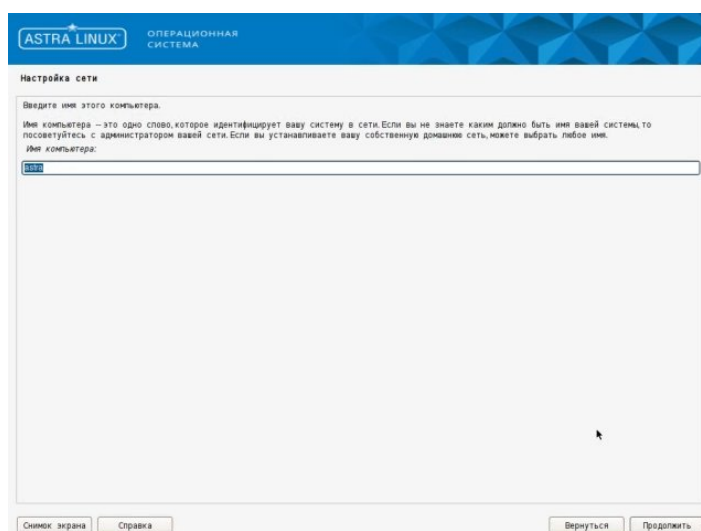 ASTRA LINUX®
ОПЕРАЦИОННАЯ
СИСТЕМА
Настройка сети
Введите имя этого компьютера.
Имя компьютера — это одно слово, которое идентифицирует вашу систему в сети. Если вы не знаете каким должно быть имя вашей системы, то
посоветуйтесь с администратором вашей сети. Если вы устанавливаете вашу собственную домашнюю сеть, можете выбрать любое имя.
Имя компьютера:
astra
Снимок экрана Справка Вернуться Продолжить